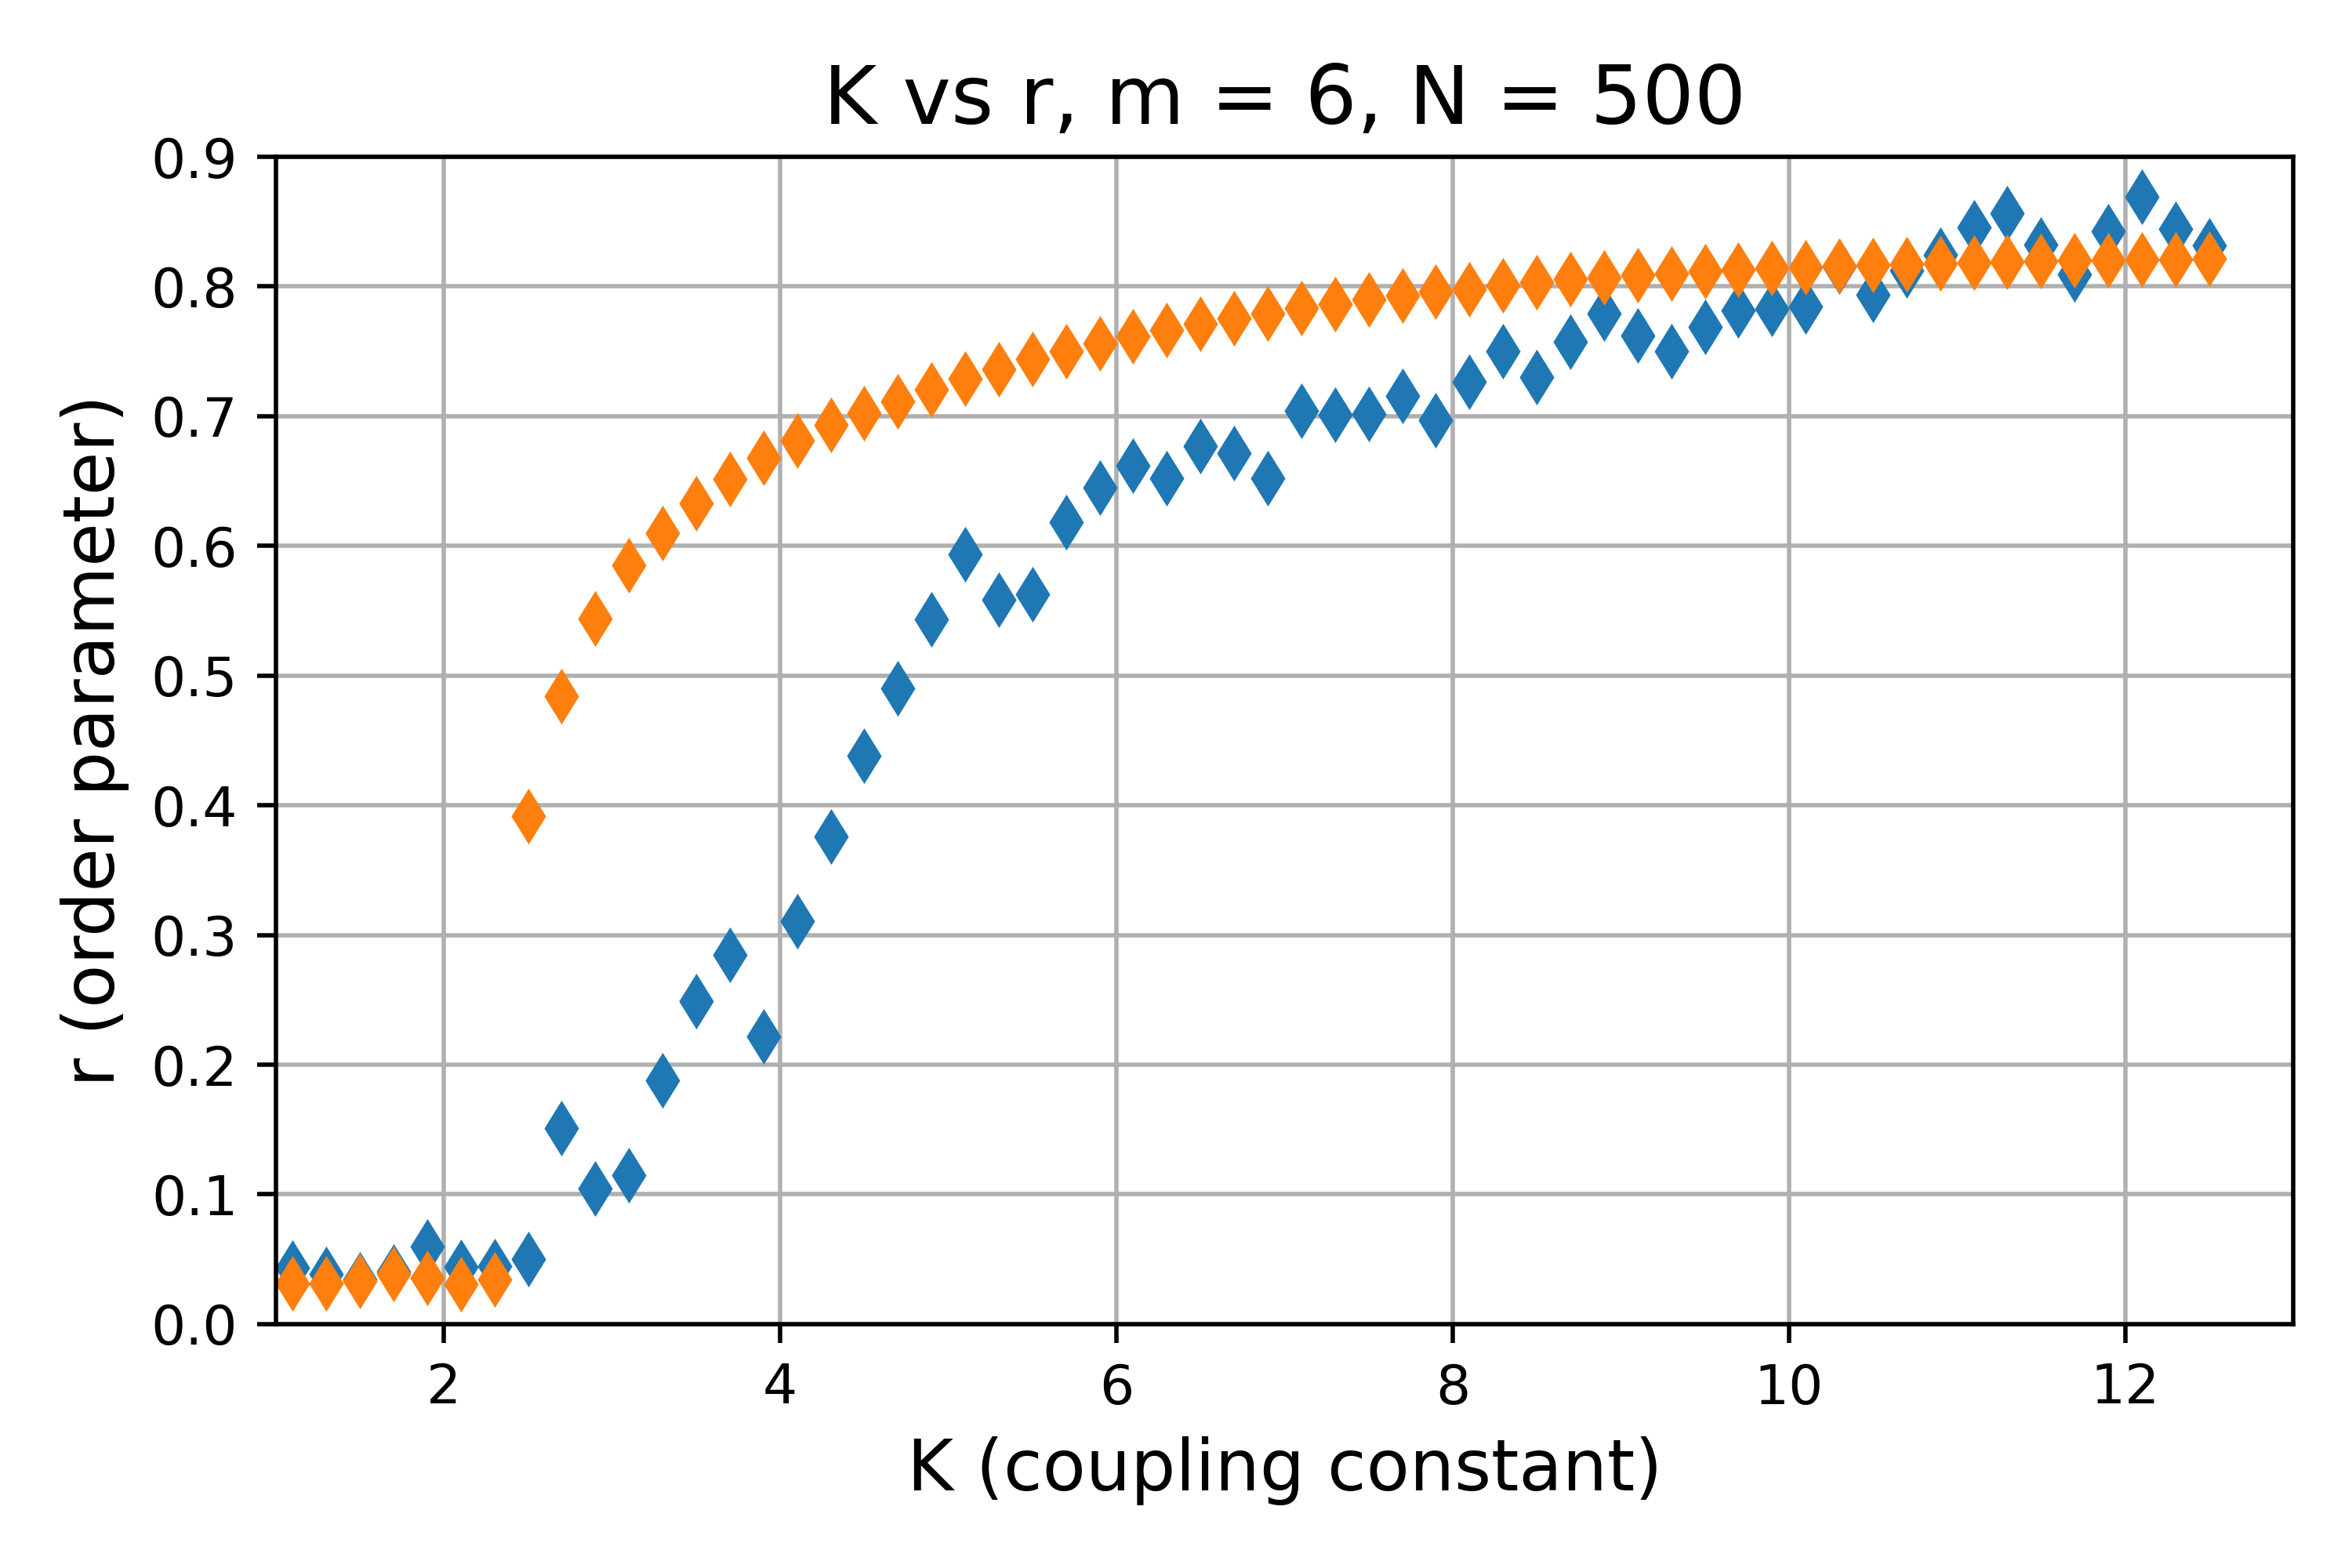 K vs r, m = 6, N = 500
0.9
0.8
0.7
0.6
0.5
0.4
0.3
0.2
0.1
0.0
r (order parameter)
2 4 6 8 10 12
K (coupling constant)